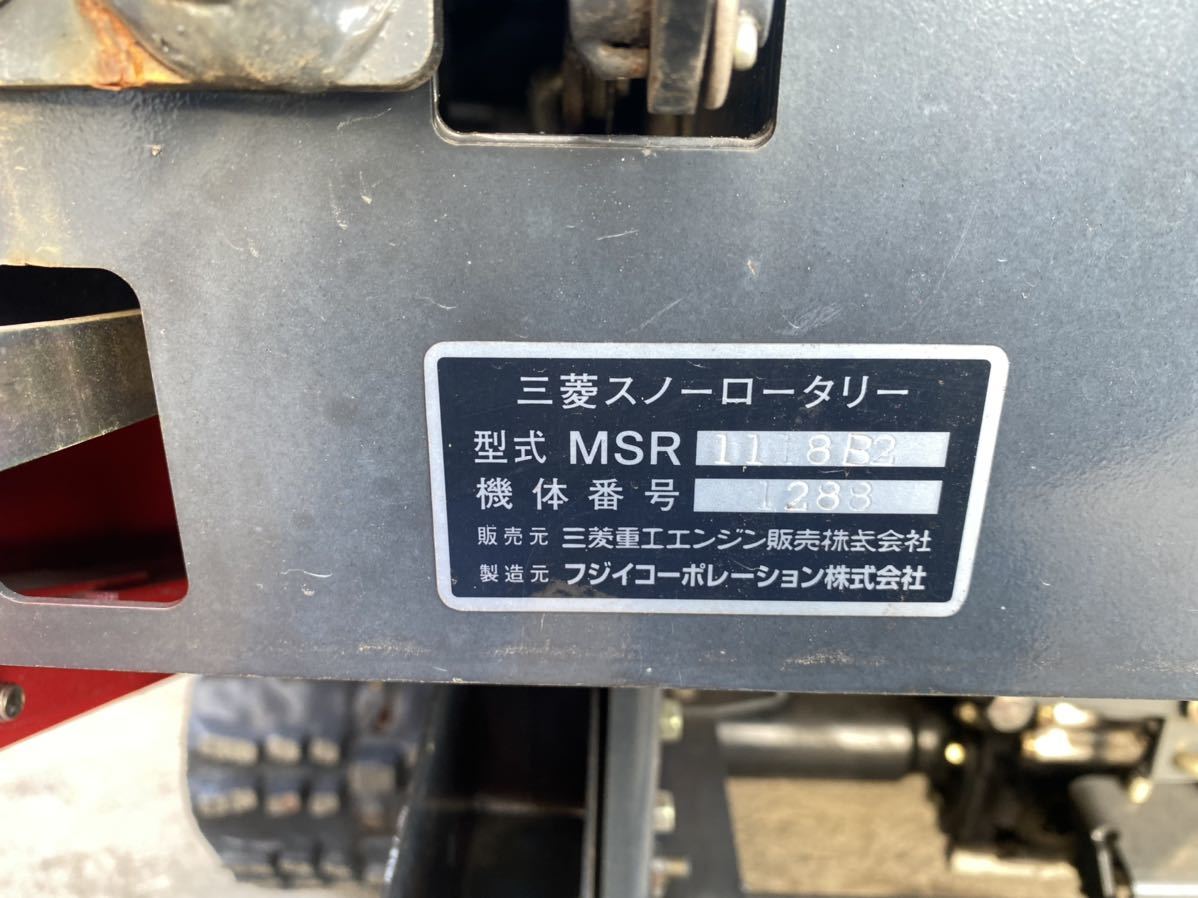 三菱スノーロータリー
型式 MSR 1118B2
機体番号 1288
販売元 三菱重工エンジン販売株式会社
製造元 フジイコーポレーション株式会社